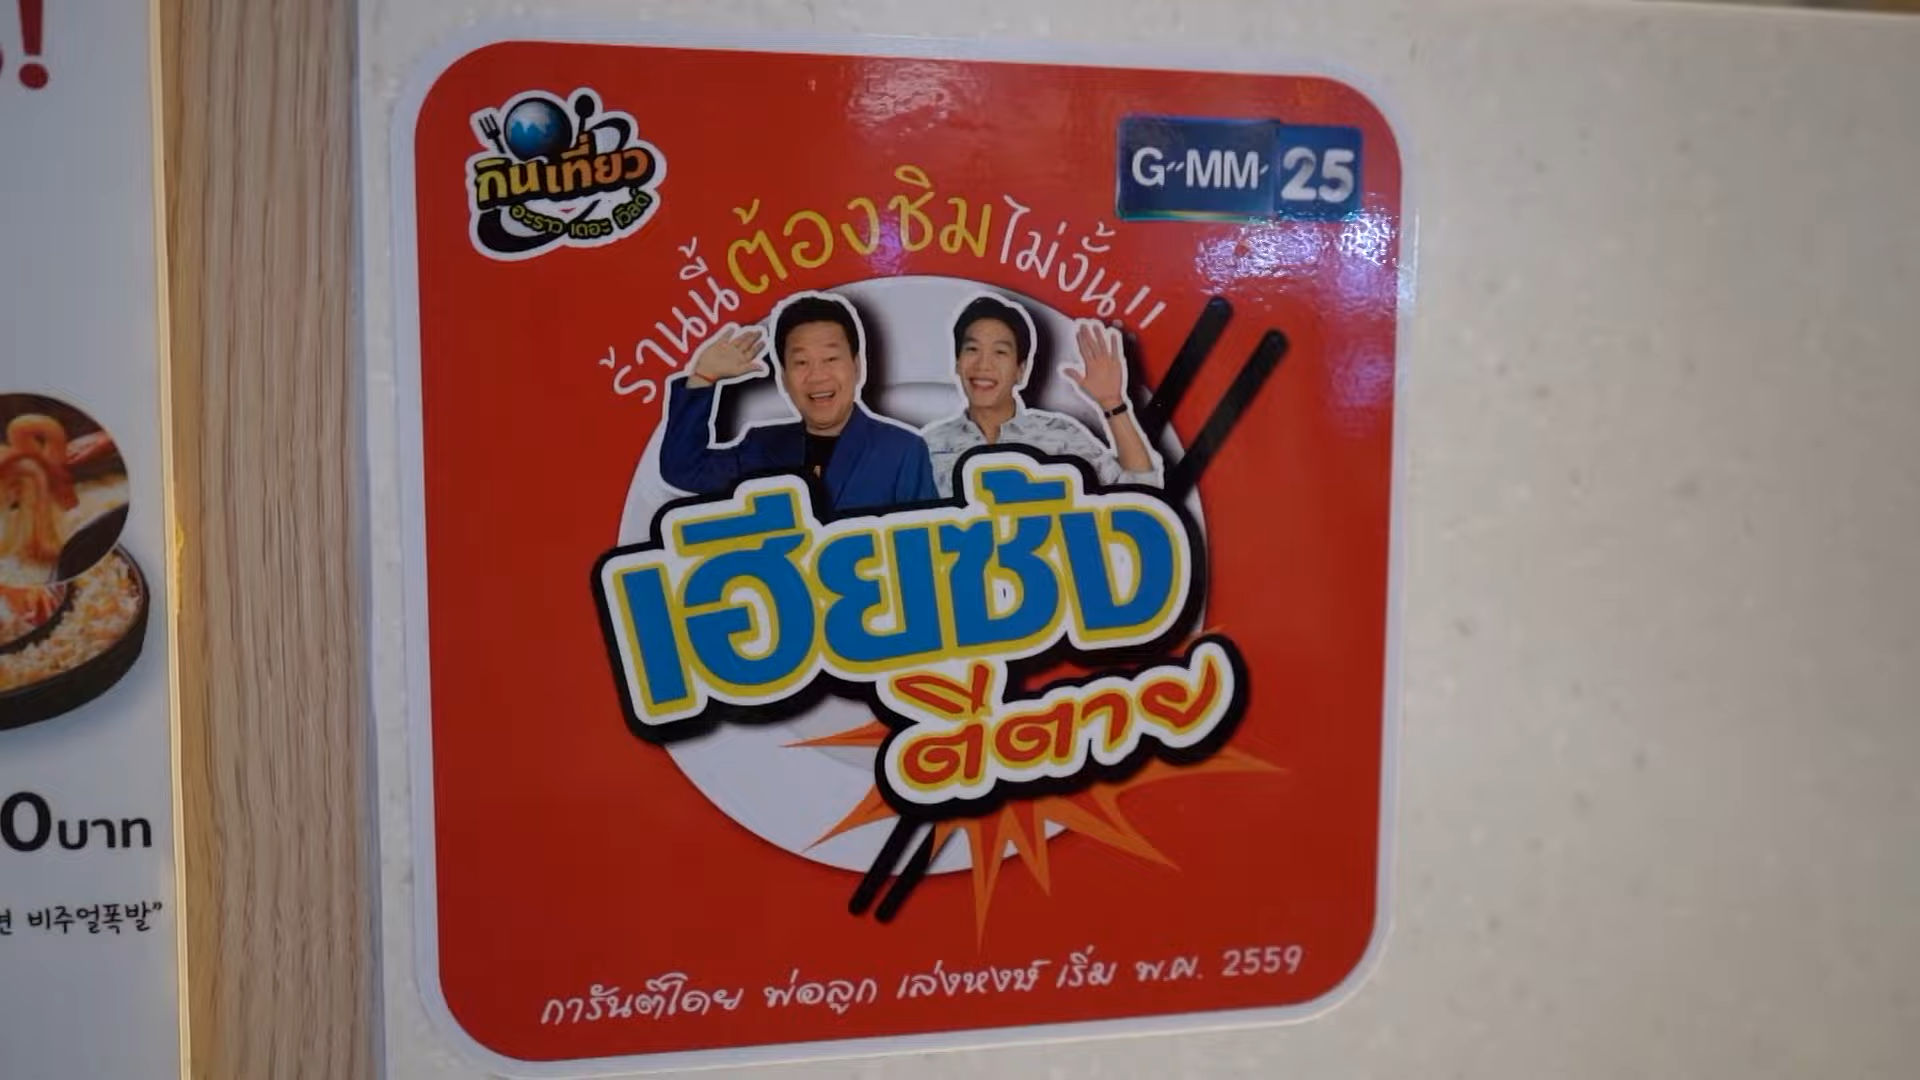 กินเที่ยว
อะราว เดอะ เวิลด์
G"MM' 25
ร้านนี้ต้องชิมไม่งั้น!!
เฮียซ้ง
ตีตาย
การันตีโดย พ่อลูก เล่งหงษ์ เริ่ม พ.ศ. 2559
0บาท
비주얼폭발"